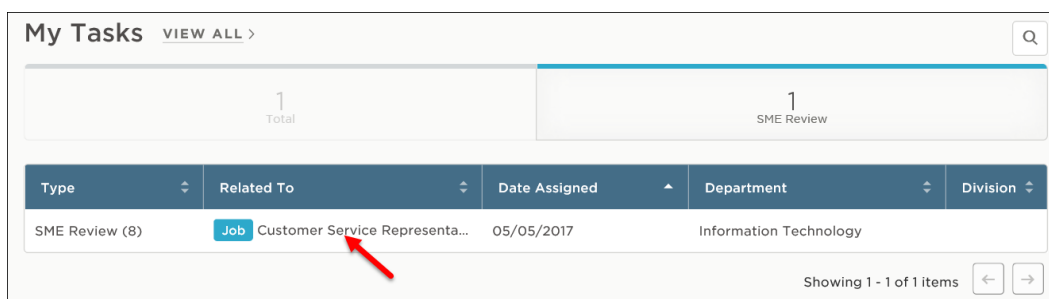 My Tasks VIEW ALL >
1
Total
1
SME Review
Type Related To Date Assigned Department Division
SME Review (8) Job Customer Service Representa... 05/05/2017 Information Technology
Showing 1 - 1 of 1 items ← →